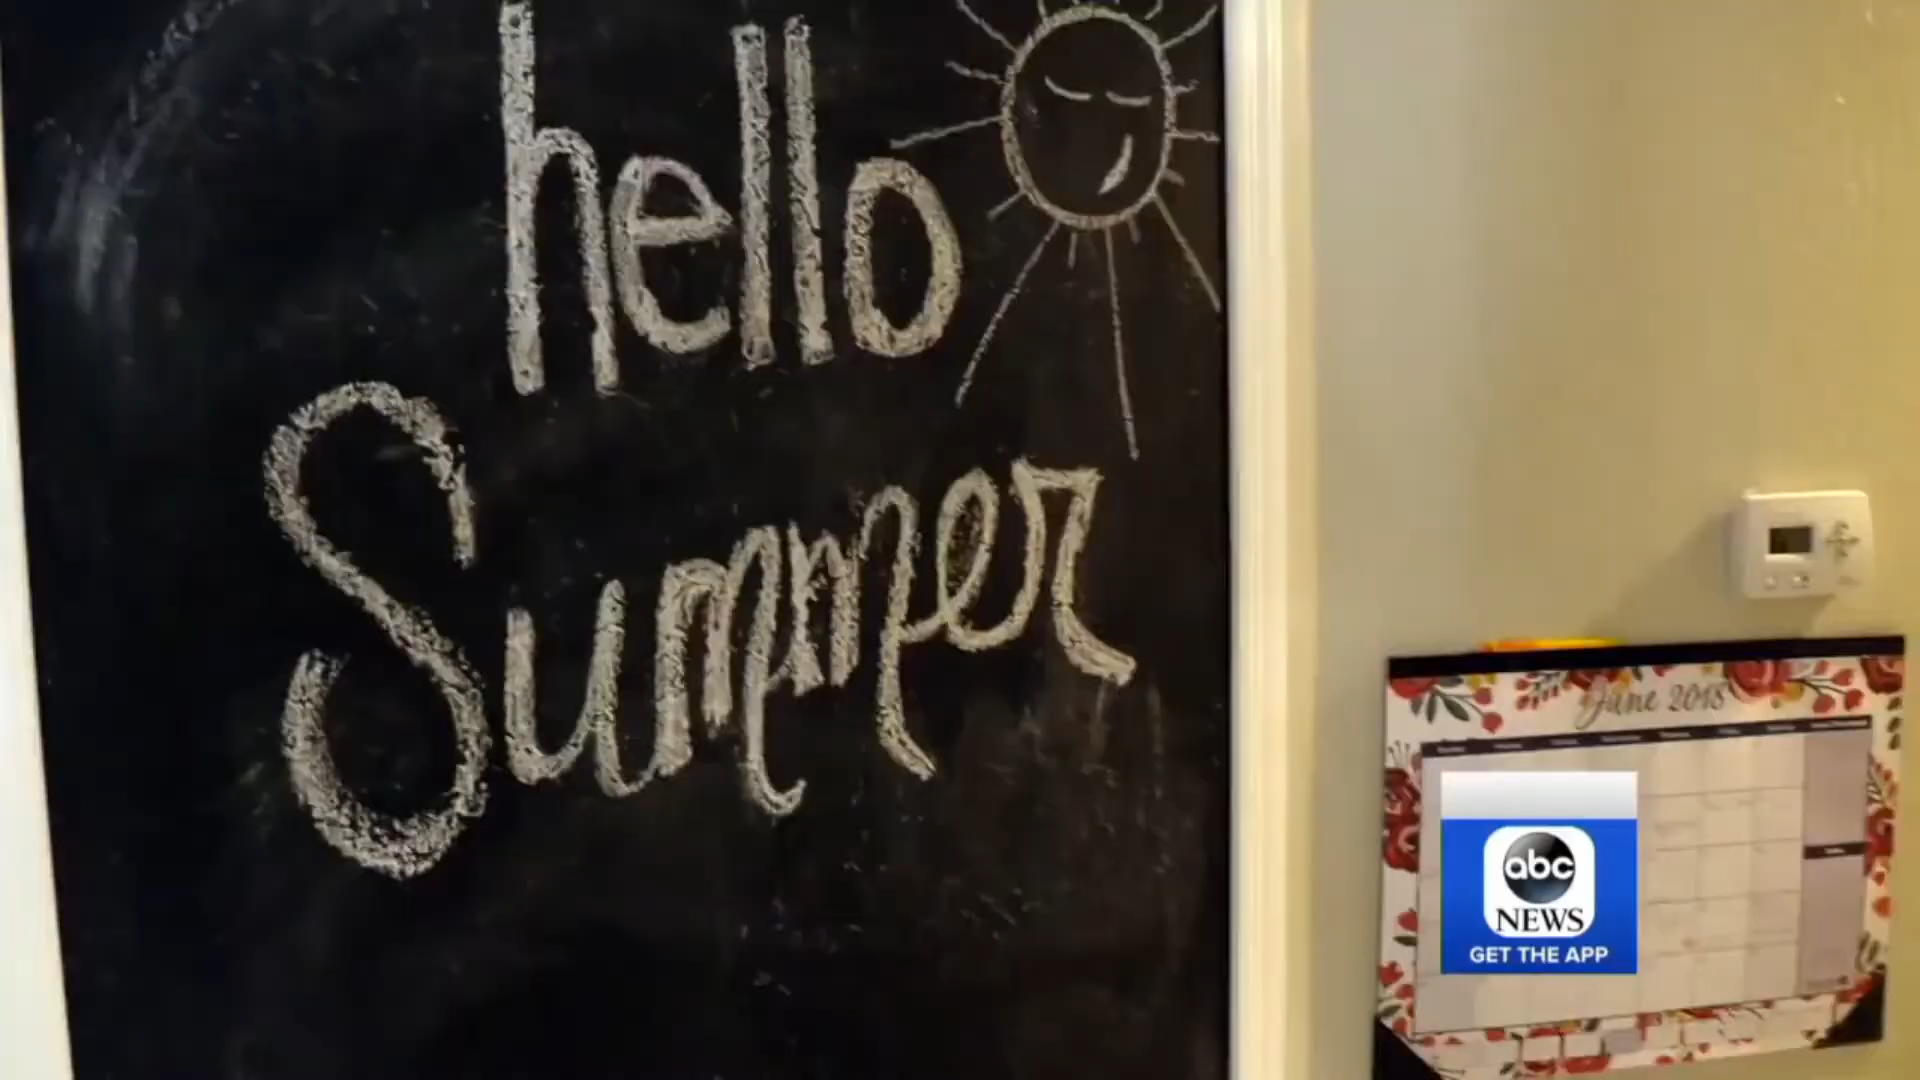 hello
Summer
June 2018
abc
NEWS
GET THE APP